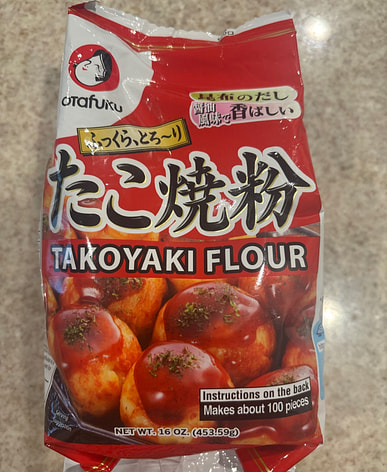 Otafuku
昆布のだし
醤油
風味で香ばしい
ふっくら、とろ～り
たこ焼粉
TAKOYAKI FLOUR
Instructions on the back
Makes about 100 pieces
NET WT. 16 OZ. (453.59g)